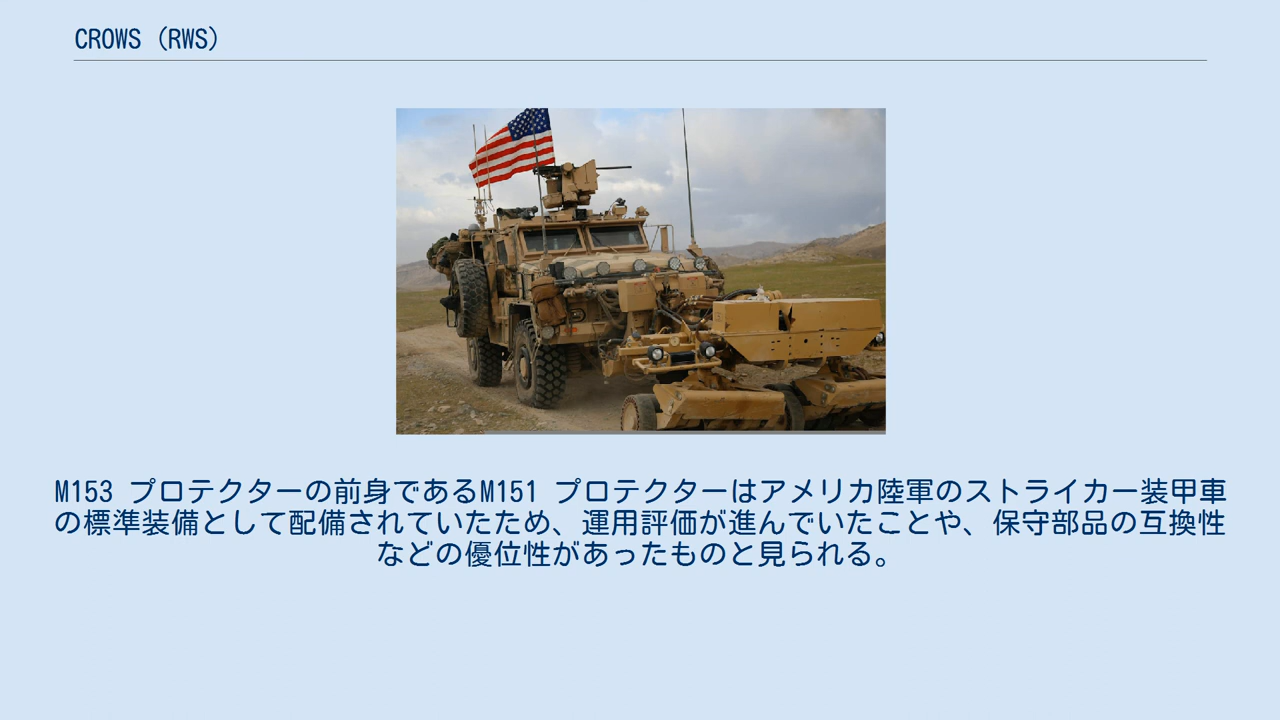 CROWS (RWS)
M153 プロテクターの前身であるM151 プロテクターはアメリカ陸軍のストライカー装甲車
の標準装備として配備されていたため、運用評価が進んでいたことや、保守部品の互換性
などの優位性があったものと見られる。